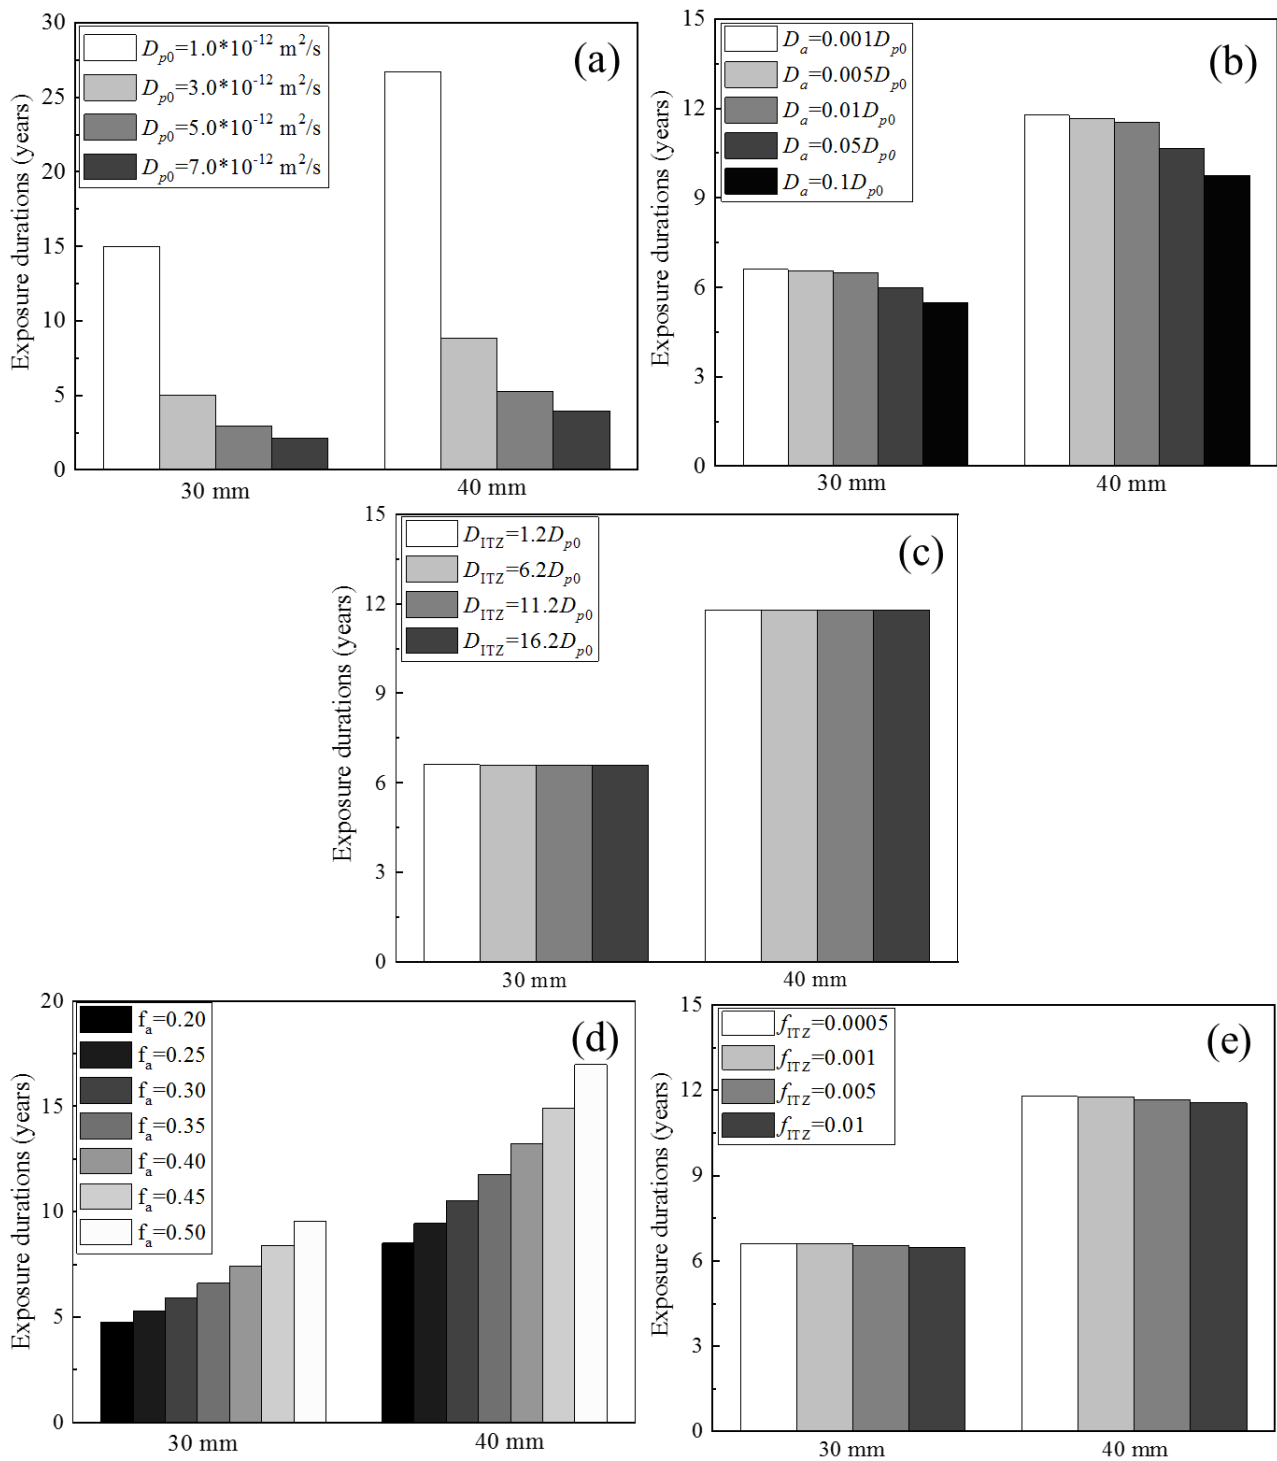 (a)
Exposure durations (years)
30
25
20
15
10
5
0
D_p0=1.0*10^-12 m^2/s
D_p0=3.0*10^-12 m^2/s
D_p0=5.0*10^-12 m^2/s
D_p0=7.0*10^-12 m^2/s
30 mm
40 mm
(b)
Exposure durations (years)
15
12
9
6
3
0
D_a=0.001D_p0
D_a=0.005D_p0
D_a=0.01D_p0
D_a=0.05D_p0
D_a=0.1D_p0
30 mm
40 mm
(c)
Exposure durations (years)
15
12
9
6
3
0
D_ITZ=1.2D_p0
D_ITZ=6.2D_p0
D_ITZ=11.2D_p0
D_ITZ=16.2D_p0
30 mm
40 mm
(d)
Exposure durations (years)
20
15
10
5
0
f_a=0.20
f_a=0.25
f_a=0.30
f_a=0.35
f_a=0.40
f_a=0.45
f_a=0.50
30 mm
40 mm
(e)
Exposure durations (years)
15
12
9
6
3
0
f_ITZ=0.0005
f_ITZ=0.001
f_ITZ=0.005
f_ITZ=0.01
30 mm
40 mm